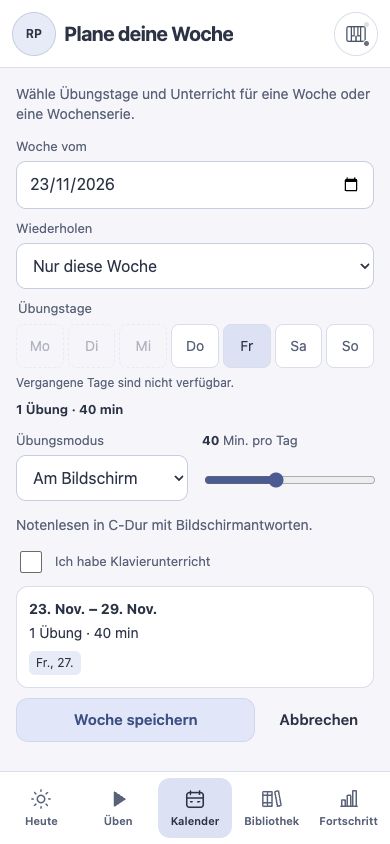 RP Plane deine Woche
Wähle Übungstage und Unterricht für eine Woche oder
eine Wochenserie.
Woche vom
23/11/2026
Wiederholen
Nur diese Woche
Übungstage
Mo Di Mi Do Fr Sa So
Vergangene Tage sind nicht verfügbar.
1 Übung · 40 min
Übungsmodus 40 Min. pro Tag
Am Bildschirm
Notenlesen in C-Dur mit Bildschirmantworten.
Ich habe Klavierunterricht
23. Nov. – 29. Nov.
1 Übung · 40 min
Fr., 27.
Woche speichern Abbrechen
Heute Üben Kalender Bibliothek Fortschritt